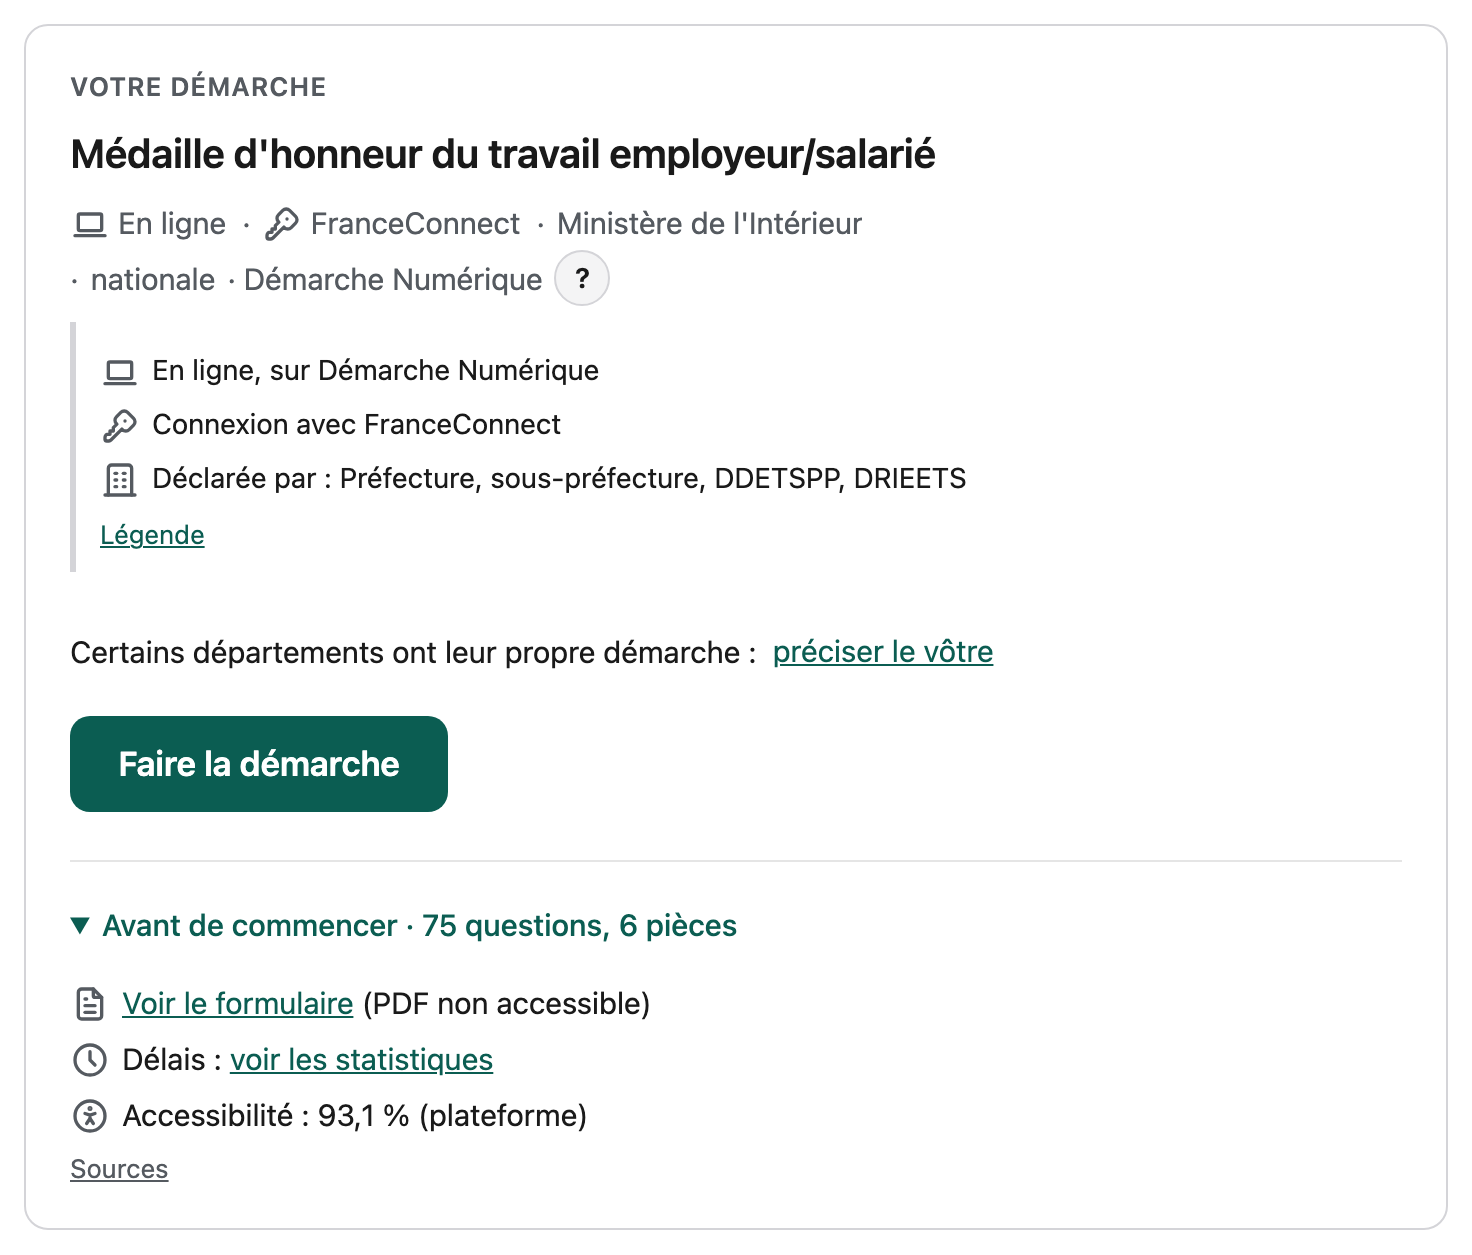 VOTRE DÉMARCHE
Médaille d'honneur du travail employeur/salarié
En ligne · FranceConnect · Ministère de l'Intérieur
· nationale · Démarche Numérique ?
En ligne, sur Démarche Numérique
Connexion avec FranceConnect
Déclarée par : Préfecture, sous-préfecture, DDETSPP, DRIEETS
Légende
Certains départements ont leur propre démarche : préciser le vôtre
Faire la démarche
▼ Avant de commencer · 75 questions, 6 pièces
Voir le formulaire (PDF non accessible)
Délais : voir les statistiques
Accessibilité : 93,1 % (plateforme)
Sources